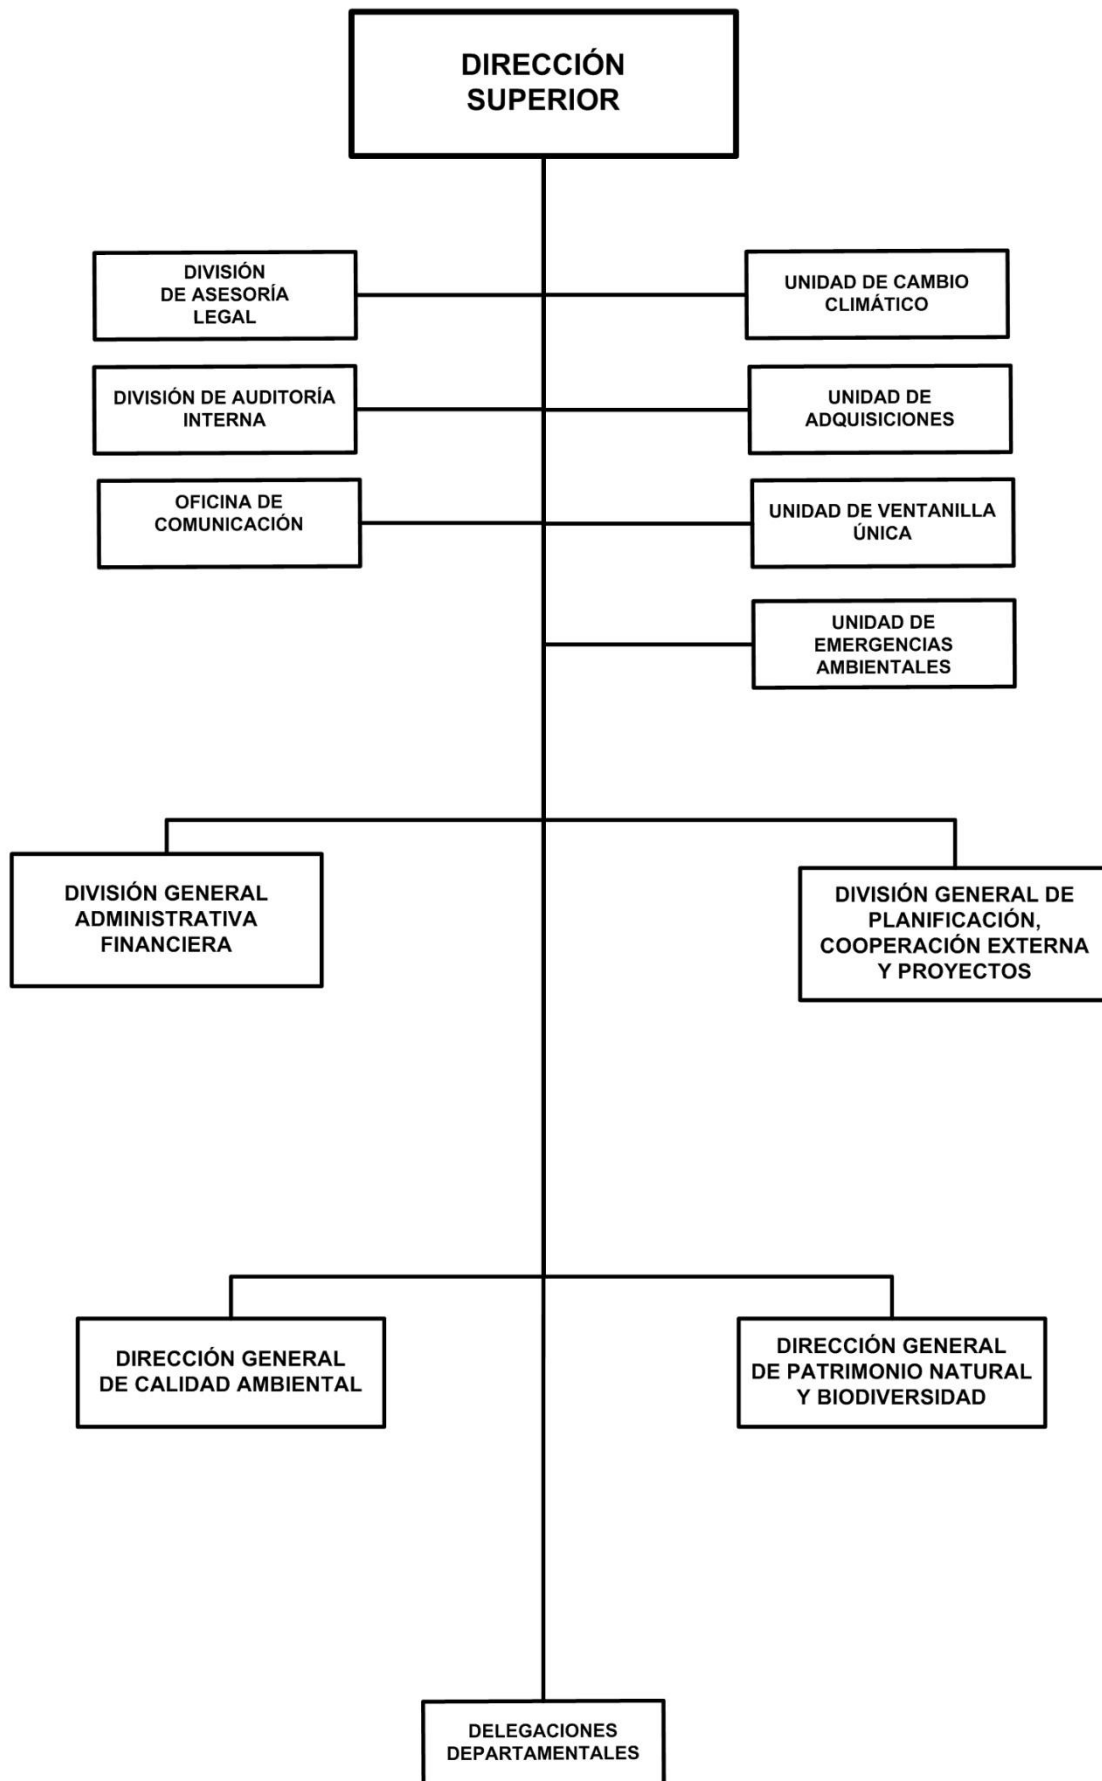 DIRECCIÓN
SUPERIOR
DIVISIÓN
DE ASESORÍA
LEGAL
UNIDAD DE CAMBIO
CLIMÁTICO
DIVISIÓN DE AUDITORÍA
INTERNA
UNIDAD DE
ADQUISICIONES
OFICINA DE
COMUNICACIÓN
UNIDAD DE VENTANILLA
ÚNICA
UNIDAD DE
EMERGENCIAS
AMBIENTALES
DIVISIÓN GENERAL
ADMINISTRATIVA
FINANCIERA
DIVISIÓN GENERAL DE
PLANIFICACIÓN,
COOPERACIÓN EXTERNA
Y PROYECTOS
DIRECCIÓN GENERAL
DE CALIDAD AMBIENTAL
DIRECCIÓN GENERAL
DE PATRIMONIO NATURAL
Y BIODIVERSIDAD
DELEGACIONES
DEPARTAMENTALES